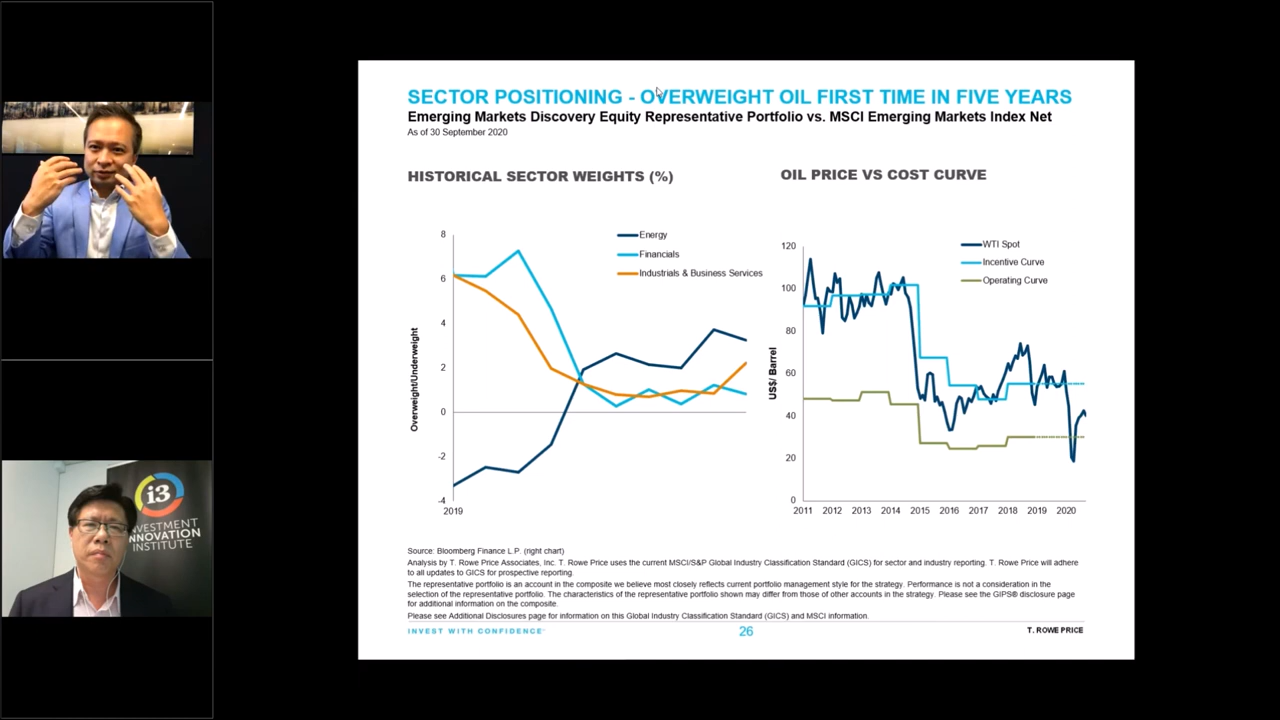 SECTOR POSITIONING - OVERWEIGHT OIL FIRST TIME IN FIVE YEARS
Emerging Markets Discovery Equity Representative Portfolio vs. MSCI Emerging Markets Index Net
As of 30 September 2020
HISTORICAL SECTOR WEIGHTS (%)
Overweight/Underweight
8
6
4
2
0
-2
-4
2019
Energy
Financials
Industrials & Business Services
OIL PRICE VS COST CURVE
US$/ Barrel
120
100
80
60
40
20
0
2011 2012 2013 2014 2015 2016 2017 2018 2019 2020
WTI Spot
Incentive Curve
Operating Curve
Source: Bloomberg Finance L.P. (right chart)
Analysis by T. Rowe Price Associates, Inc. T. Rowe Price uses the current MSCI/S&P Global Industry Classification Standard (GICS) for sector and industry reporting. T. Rowe Price will adhere
to all updates to GICS for prospective reporting.
The representative portfolio is an account in the composite we believe most closely reflects current portfolio management style for the strategy. Performance is not a consideration in the
selection of the representative portfolio. The characteristics of the representative portfolio shown may differ from those of other accounts in the strategy. Please see the GIPS® disclosure page
for additional information on the composite.
Please see Additional Disclosures page for information on this Global Industry Classification Standard (GICS) and MSCI information.
INVEST WITH CONFIDENCE
26
T. ROWE PRICE
i3
NVESTMENT
NNOVATION
INSTITUTE